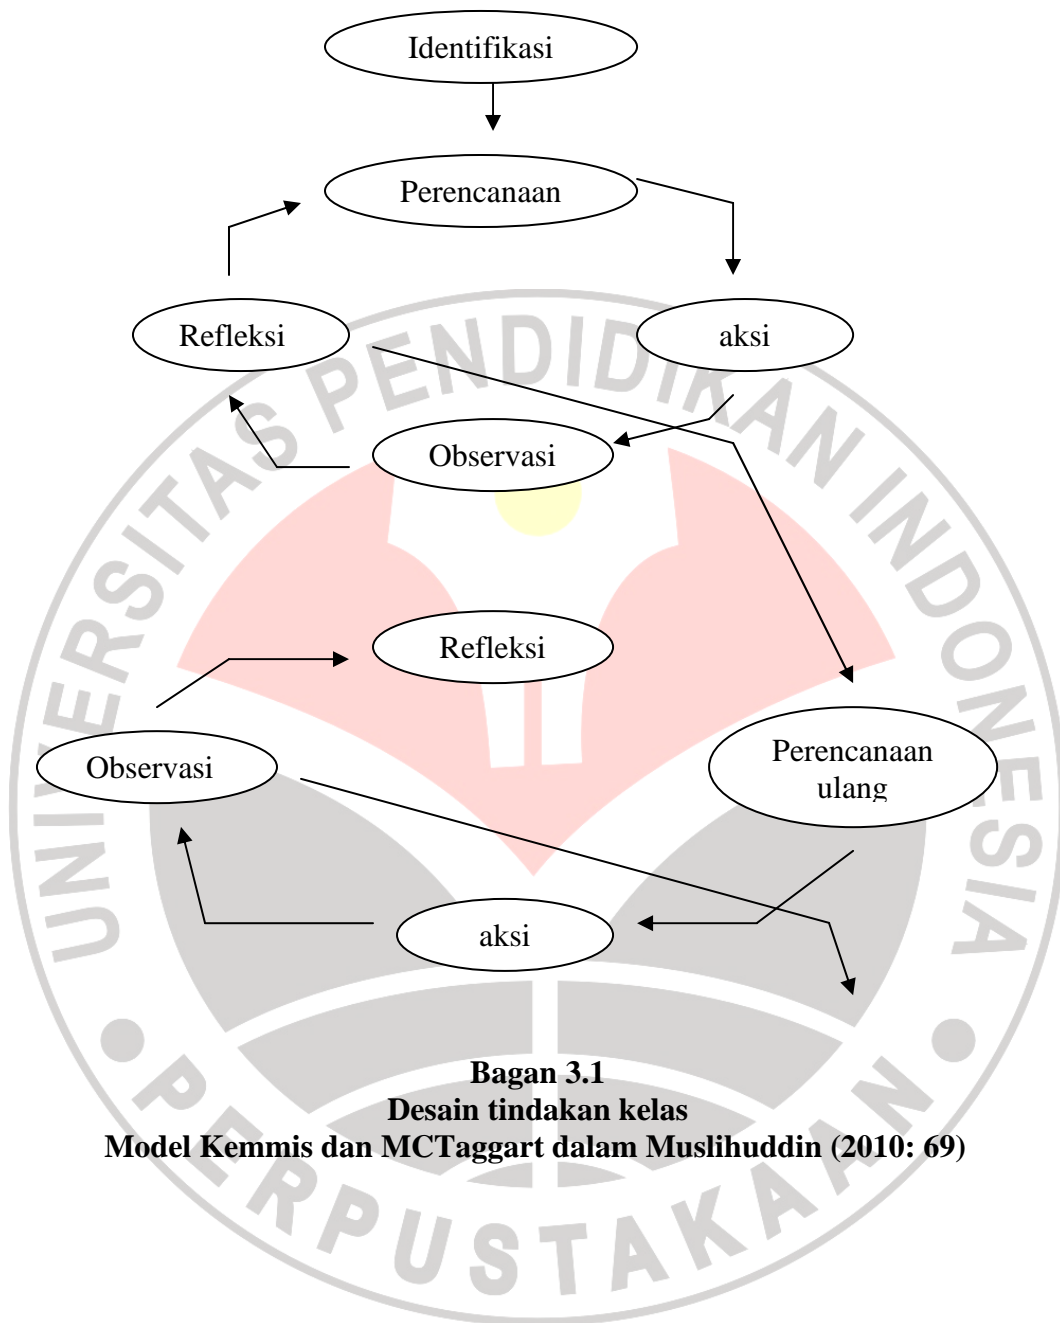 Identifikasi
Perencanaan
Refleksi
aksi
Observasi
Refleksi
Observasi
Perencanaan
ulang
aksi
Bagan 3.1
Desain tindakan kelas
Model Kemmis dan MCTaggart dalam Muslihuddin (2010: 69)
UNIVERSITAS PENDIDIKAN INDONESIA
PERPUSTAKAAN